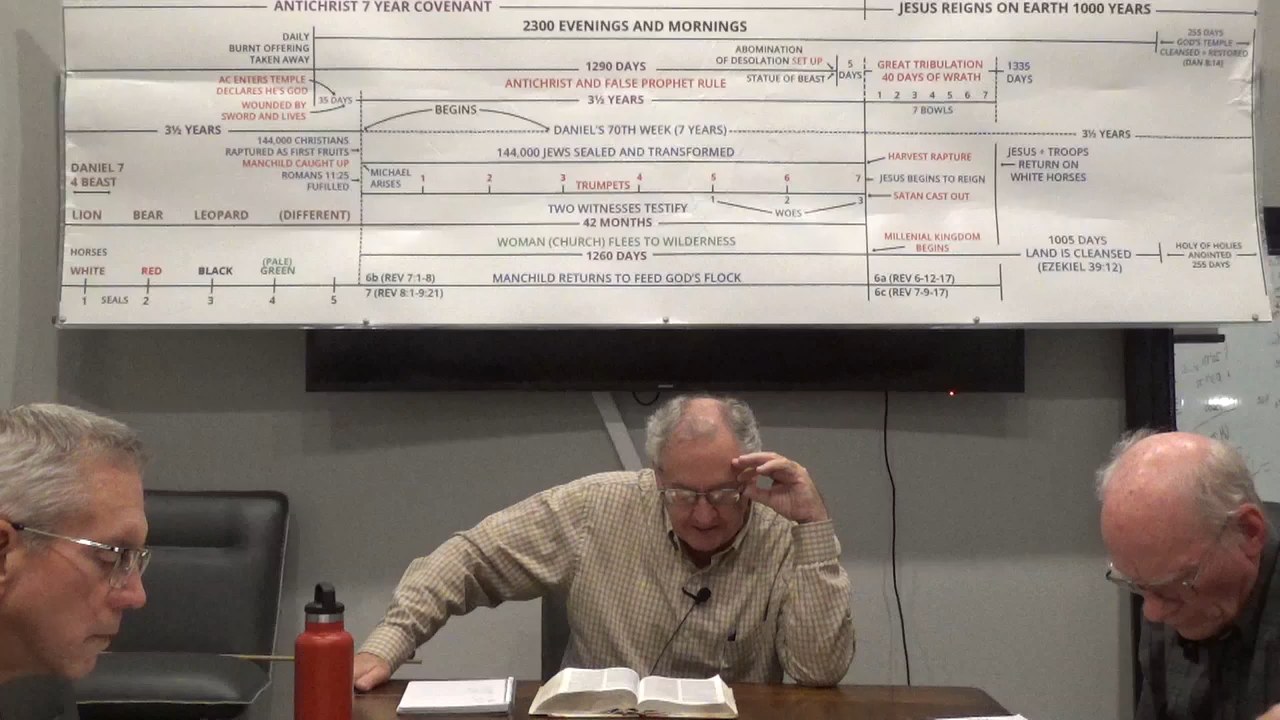 ANTICHRIST 7 YEAR COVENANT
JESUS REIGNS ON EARTH 1000 YEARS
2300 EVENINGS AND MORNINGS
DAILY
BURNT OFFERING
TAKEN AWAY
255 DAYS
GOD'S TEMPLE
CLEANSED + RESTORED
(DAN 8:14)
ABOMINATION
OF DESOLATION SET UP
STATUE OF BEAST
5
DAYS
1290 DAYS
GREAT TRIBULATION
40 DAYS OF WRATH
1335
DAYS
AC ENTERS TEMPLE
DECLARES HE'S GOD
ANTICHRIST AND FALSE PROPHET RULE
1 2 3 4 5 6 7
7 BOWLS
WOUNDED BY
SWORD AND LIVES
35 DAYS
3½ YEARS
BEGINS
3½ YEARS
DANIEL'S 70TH WEEK (7 YEARS)
3½ YEARS
144,000 CHRISTIANS
RAPTURED AS FIRST FRUITS
MANCHILD CAUGHT UP
ROMANS 11:25
FUFILLED
144,000 JEWS SEALED AND TRANSFORMED
HARVEST RAPTURE
JESUS + TROOPS
RETURN ON
WHITE HORSES
DANIEL 7
4 BEAST
MICHAEL
ARISES
1 2 3 4 5 6 7
TRUMPETS
JESUS BEGINS TO REIGN
SATAN CAST OUT
1 2 3
WOES
LION BEAR LEOPARD (DIFFERENT)
TWO WITNESSES TESTIFY
42 MONTHS
WOMAN (CHURCH) FLEES TO WILDERNESS
1260 DAYS
MILLENIAL KINGDOM
BEGINS
1005 DAYS
LAND IS CLEANSED
(EZEKIEL 39:12)
HOLY OF HOLIES
ANOINTED
255 DAYS
HORSES
(PALE)
WHITE RED BLACK GREEN
1 SEALS 2 3 4 5
6b (REV 7:1-8)
7 (REV 8:1-9:21)
MANCHILD RETURNS TO FEED GOD'S FLOCK
6a (REV 6-12-17)
6c (REV 7-9-17)